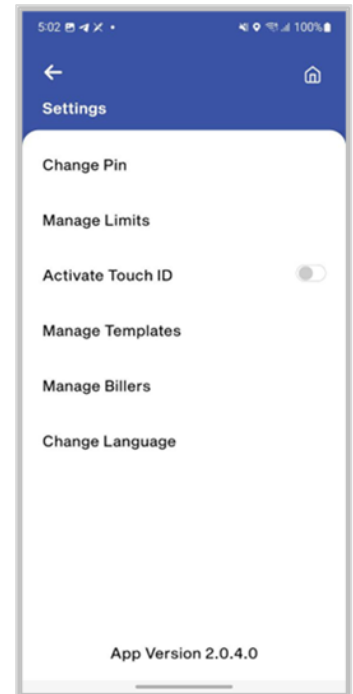 5:02 100%
Settings
Change Pin
Manage Limits
Activate Touch ID
Manage Templates
Manage Billers
Change Language
App Version 2.0.4.0